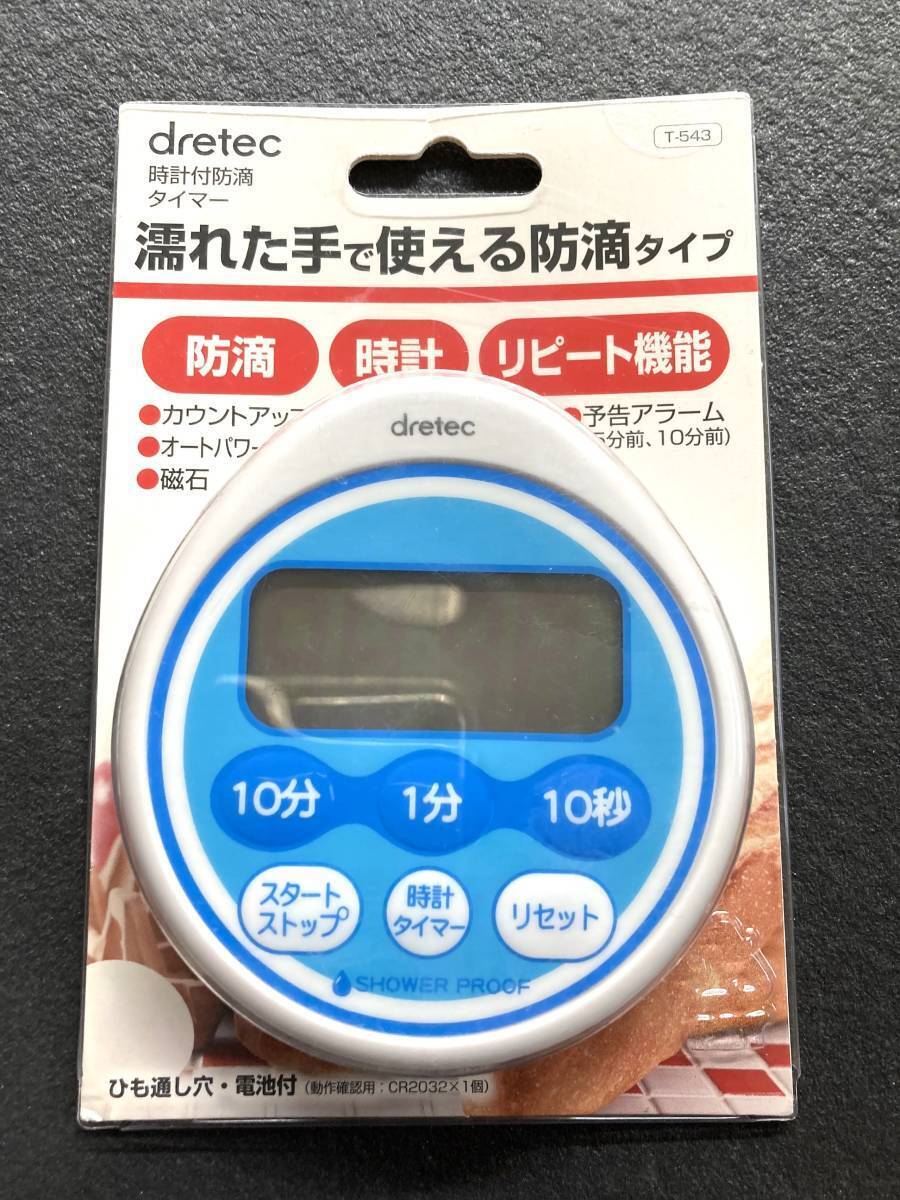 dretec
T-543
時計付防滴
タイマー
濡れた手で使える防滴タイプ
防滴
時計
リピート機能
●カウントアップ
●予告アラーム
●オートパワー
5分前、10分前)
●磁石
dretec
10分
1分
10秒
スタート
ストップ
時計
タイマー
リセット
SHOWER PROOF
ひも通し穴・電池付(動作確認用:CR2032×1個)